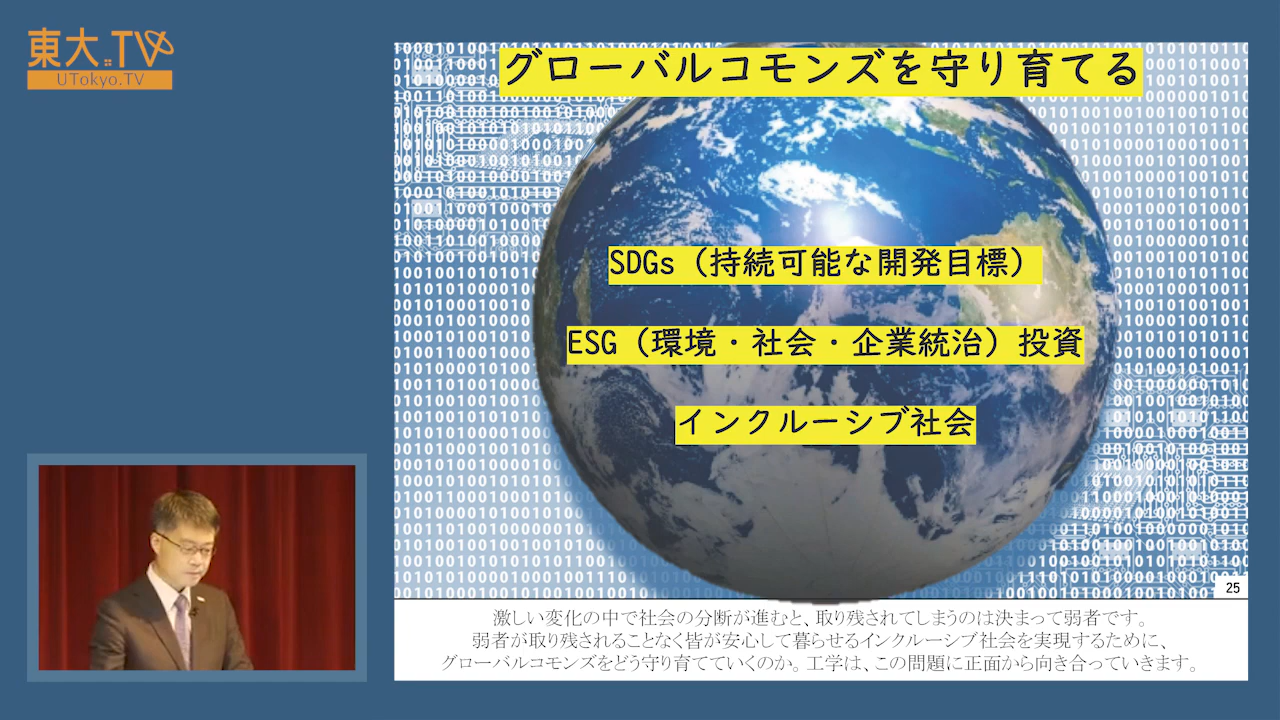 東大.TV
UTokyo.TV
グローバルコモンズを守り育てる
SDGs（持続可能な開発目標）
ESG（環境・社会・企業統治）投資
インクルーシブ社会
25
激しい変化の中で社会の分断が進むと、取り残されてしまうのは決まって弱者です。
弱者が取り残されることなく皆が安心して暮らせるインクルーシブ社会を実現するために、
グローバルコモンズをどう守り育てていくのか。工学は、この問題に正面から向き合っていきます。